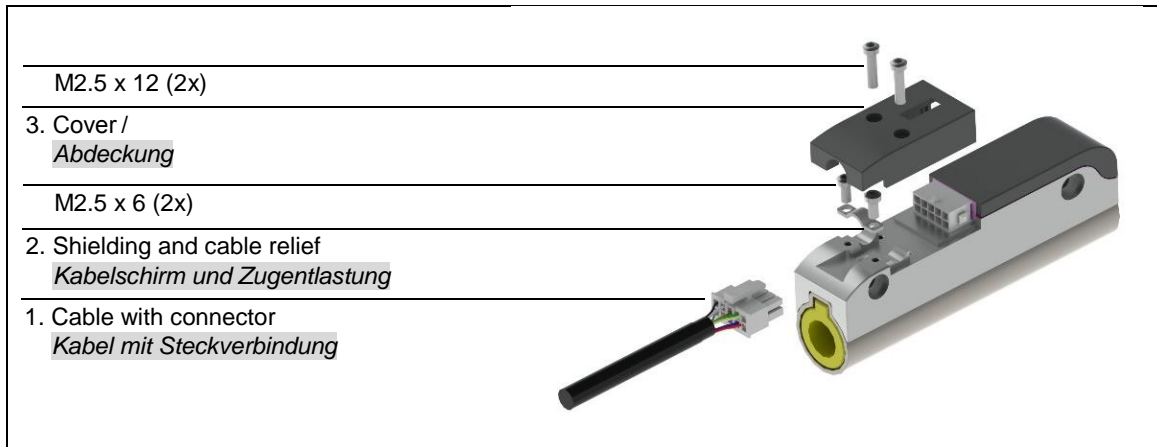 M2.5 x 12 (2x)
3. Cover /
Abdeckung
M2.5 x 6 (2x)
2. Shielding and cable relief
Kabelschirm und Zugentlastung
1. Cable with connector
Kabel mit Steckverbindung